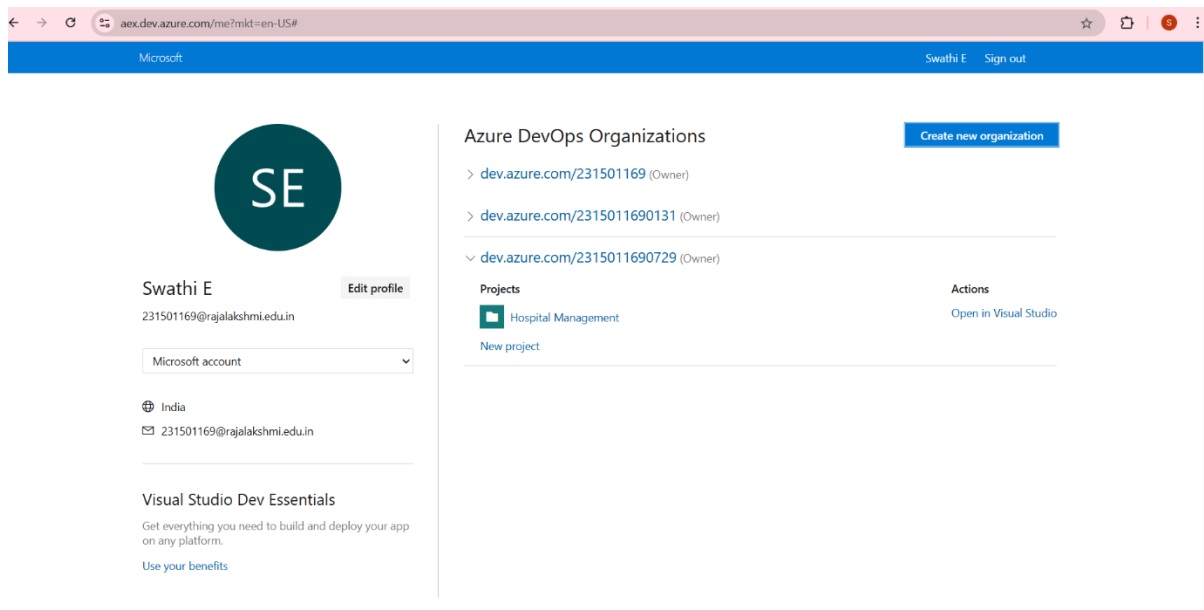 aex.dev.azure.com/me?mkt=en-US#
S
Microsoft
Swathi E Sign out
SE
Swathi E
Edit profile
231501169@rajalakshmi.edu.in
Microsoft account
India
231501169@rajalakshmi.edu.in
Visual Studio Dev Essentials
Get everything you need to build and deploy your app
on any platform.
Use your benefits
Azure DevOps Organizations
Create new organization
dev.azure.com/231501169 (Owner)
dev.azure.com/2315011690131 (Owner)
dev.azure.com/2315011690729 (Owner)
Projects Actions
Hospital Management Open in Visual Studio
New project